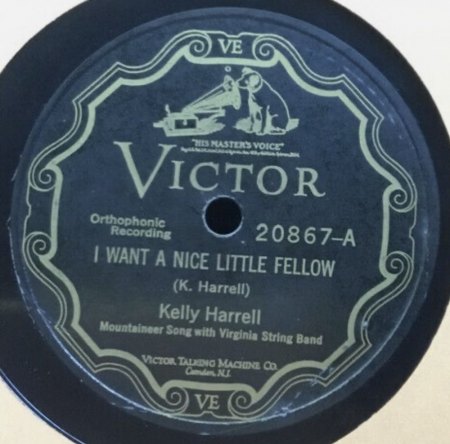 VE
"HIS MASTER'S VOICE"
VICTOR
Orthophonic
Recording
20867-A
I WANT A NICE LITTLE FELLOW
(K. Harrell)
Kelly Harrell
Mountaineer Song with Virginia String Band
VICTOR TALKING MACHINE CO.
Camden, N.J.
VE